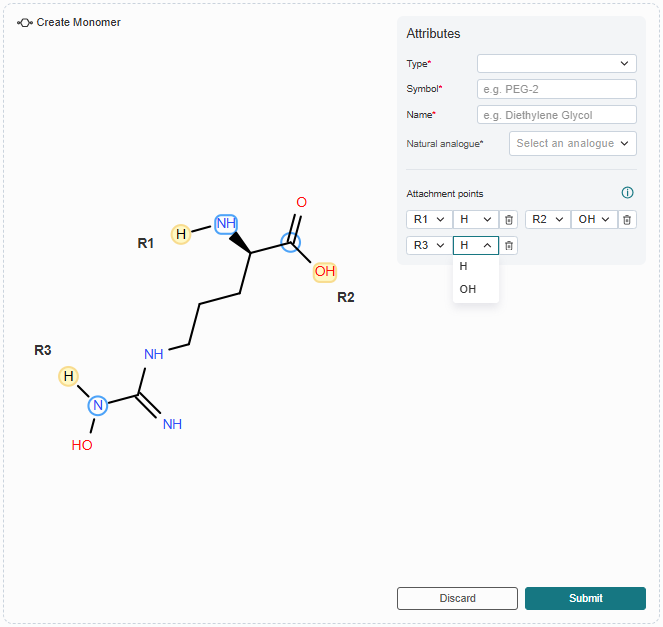 Create Monomer
Attributes
Type*
Symbol* e.g. PEG-2
Name* e.g. Diethylene Glycol
Natural analogue* Select an analogue
Attachment points
R1 H R2 OH
R3 H
H
OH
O
NH
H
R1
OH
R2
R3
NH
H
N
NH
HO
Discard Submit